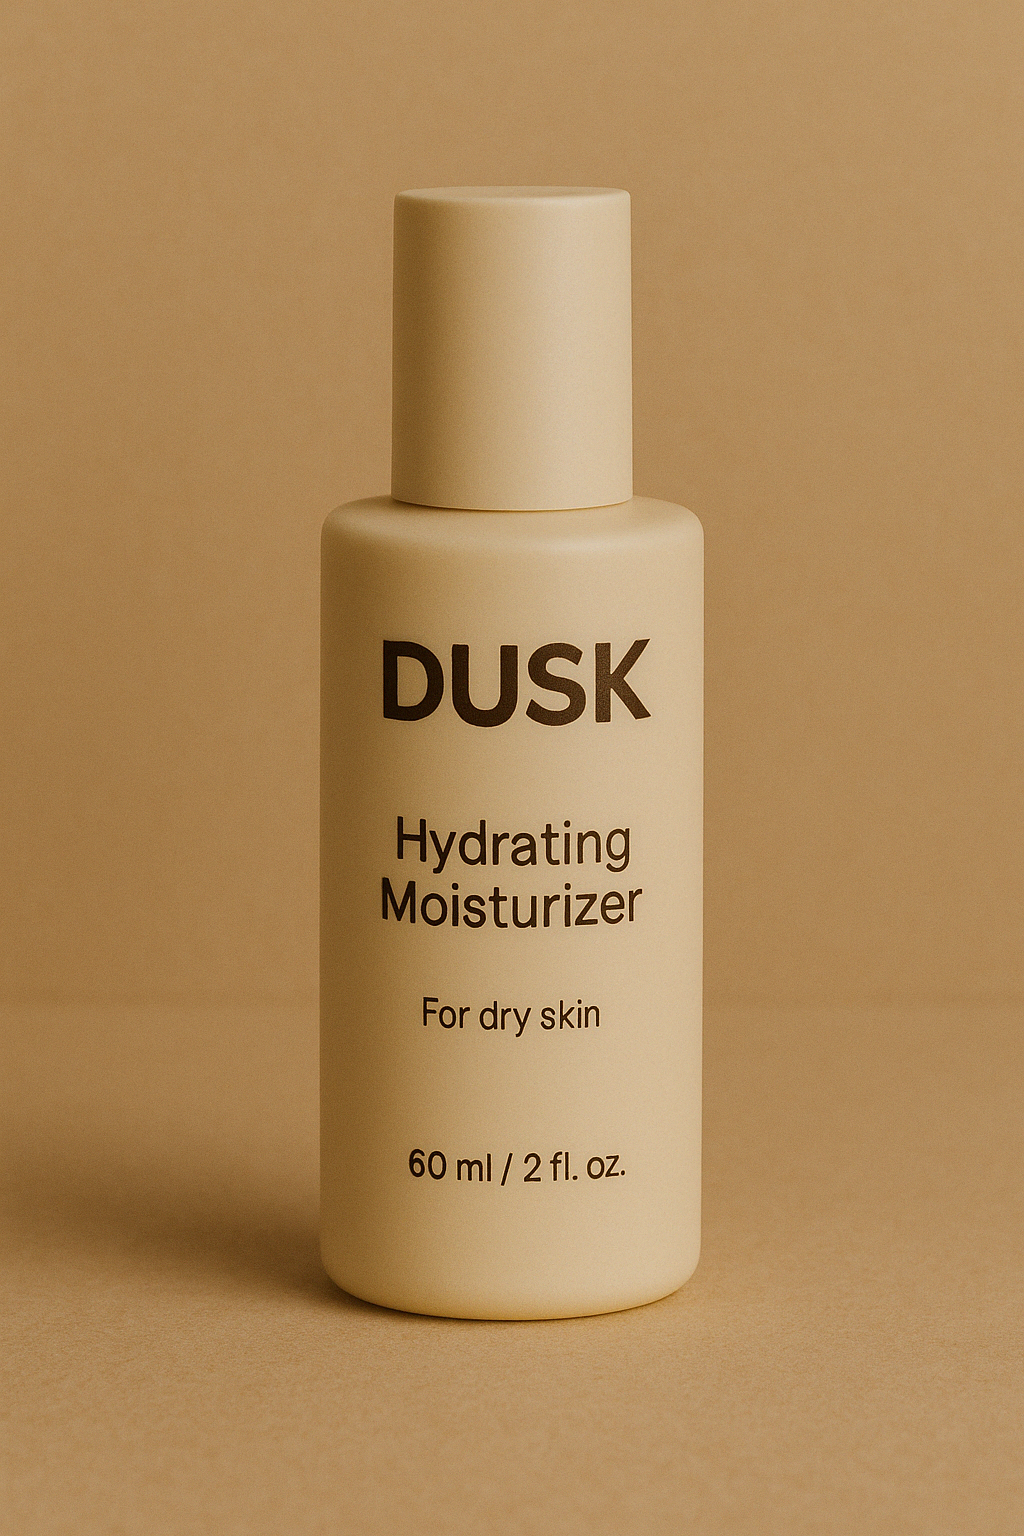 DUSK
Hydrating
Moisturizer
For dry skin
60 ml / 2 fl. oz.